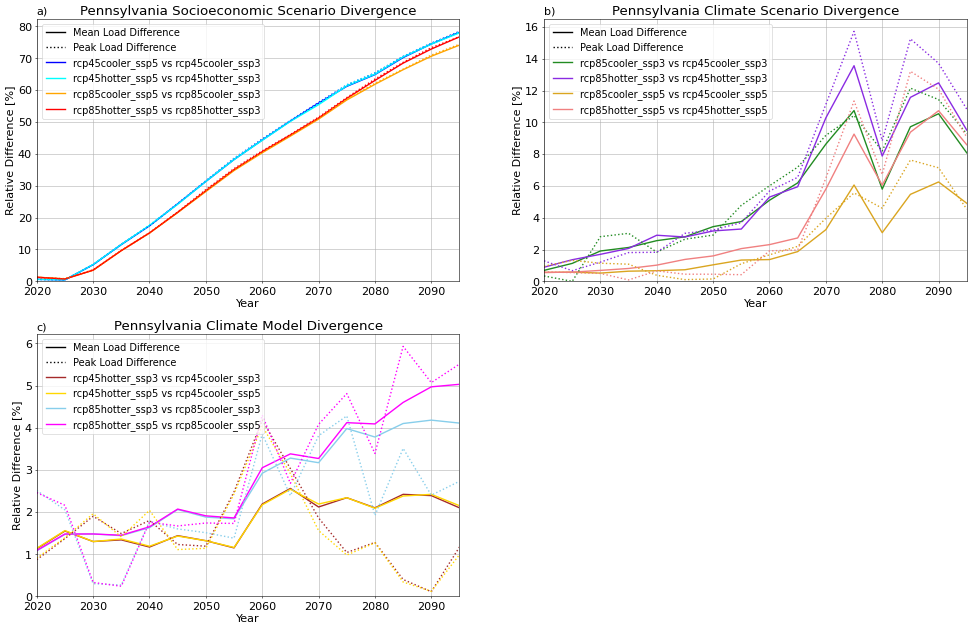 a) Pennsylvania Socioeconomic Scenario Divergence
Mean Load Difference
Peak Load Difference
rcp45cooler_ssp5 vs rcp45cooler_ssp3
rcp45hotter_ssp5 vs rcp45hotter_ssp3
rcp85cooler_ssp5 vs rcp85cooler_ssp3
rcp85hotter_ssp5 vs rcp85hotter_ssp3
Relative Difference [%]
80
70
60
50
40
30
20
10
0
2020 2030 2040 2050 2060 2070 2080 2090
Year
b) Pennsylvania Climate Scenario Divergence
Mean Load Difference
Peak Load Difference
rcp85cooler_ssp3 vs rcp45cooler_ssp3
rcp85hotter_ssp3 vs rcp45hotter_ssp3
rcp85cooler_ssp5 vs rcp45cooler_ssp5
rcp85hotter_ssp5 vs rcp45hotter_ssp5
Relative Difference [%]
16
14
12
10
8
6
4
2
0
2020 2030 2040 2050 2060 2070 2080 2090
Year
c) Pennsylvania Climate Model Divergence
Mean Load Difference
Peak Load Difference
rcp45hotter_ssp3 vs rcp45cooler_ssp3
rcp45hotter_ssp5 vs rcp45cooler_ssp5
rcp85hotter_ssp3 vs rcp85cooler_ssp3
rcp85hotter_ssp5 vs rcp85cooler_ssp5
Relative Difference [%]
6
5
4
3
2
1
0
2020 2030 2040 2050 2060 2070 2080 2090
Year